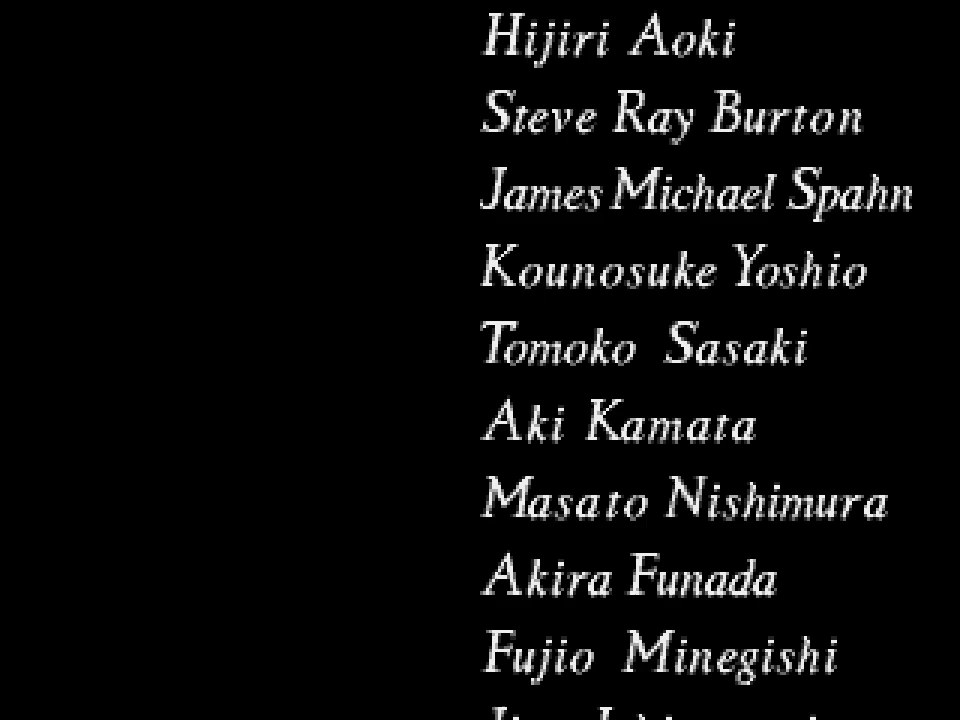 Hijiri Aoki
Steve Ray Burton
James Michael Spahn
Kounosuke Yoshio
Tomoko Sasaki
Aki Kamata
Masato Nishimura
Akira Funada
Fujio Minegishi